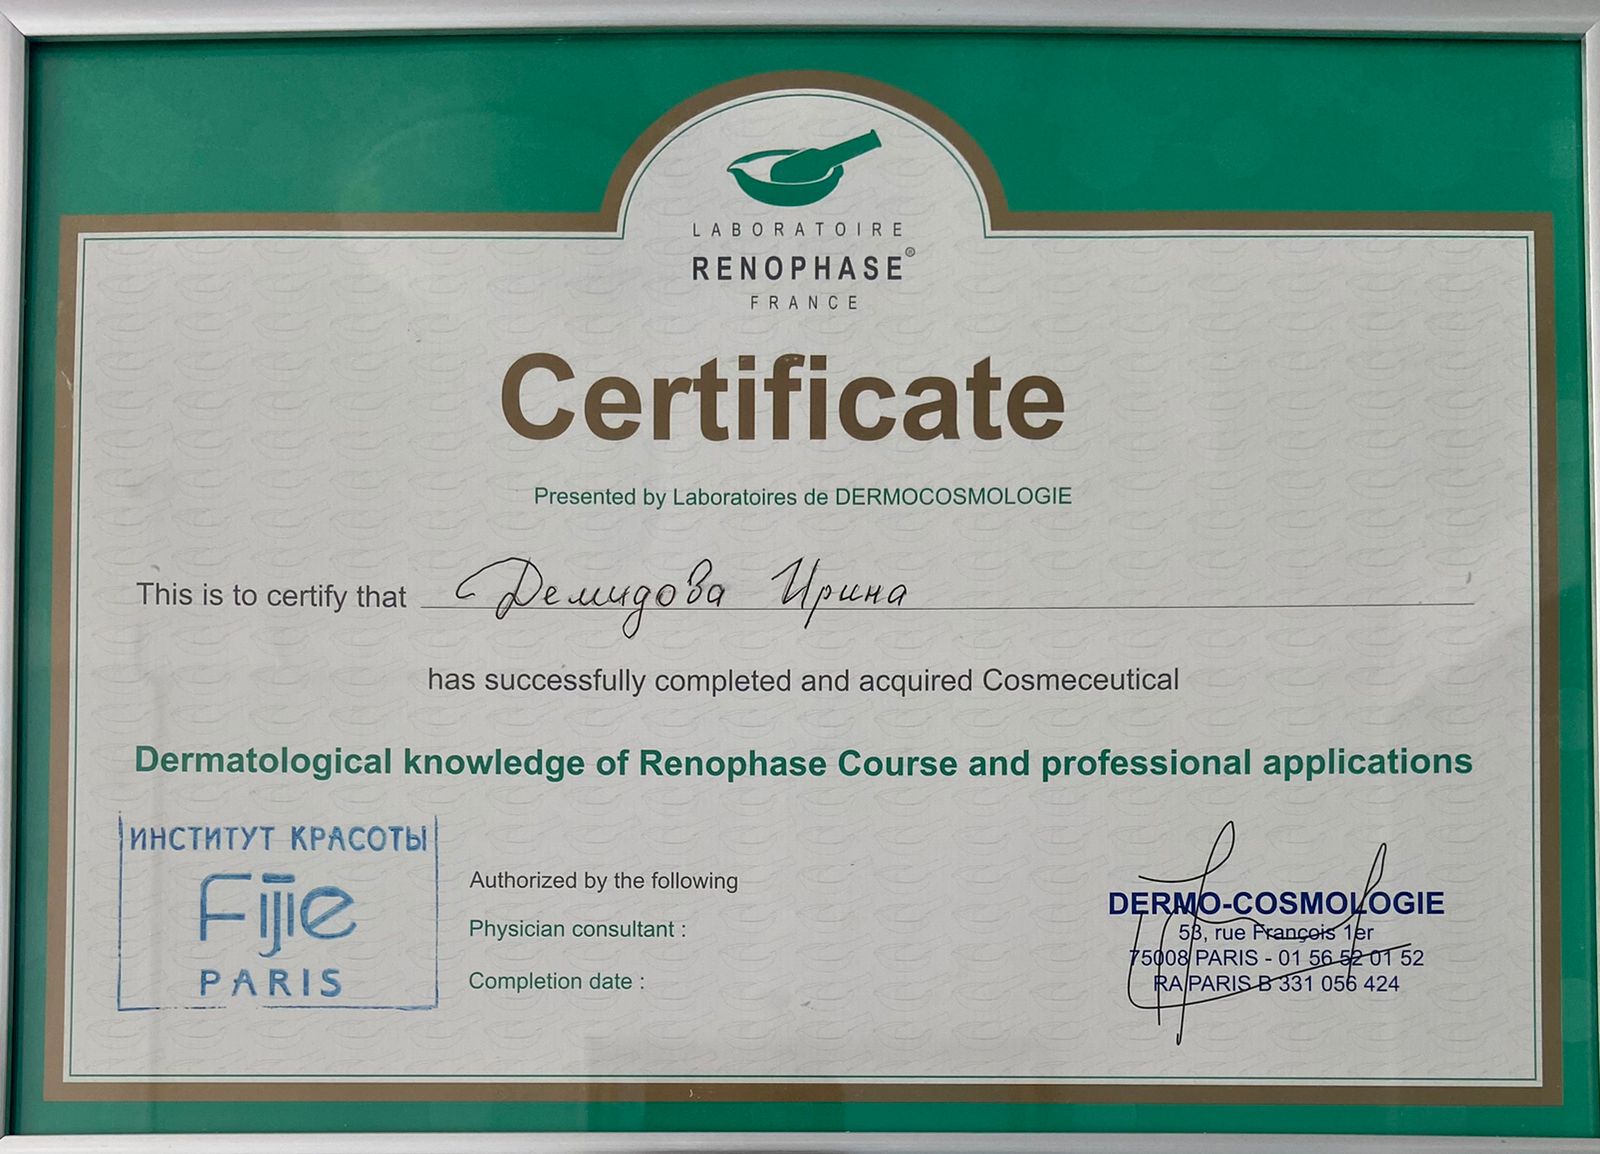 LABORATOIRE
RENOPHASE®
FRANCE
Certificate
Presented by Laboratoires de DERMOCOSMOLOGIE
This is to certify that Демидова Ирина
has successfully completed and acquired Cosmeceutical
Dermatological knowledge of Renophase Course and professional applications
ИНСТИТУТ КРАСОТЫ
Fijie
PARIS
Authorized by the following
Physician consultant :
Completion date :
DERMO-COSMOLOGIE
53, rue François 1er
75008 PARIS - 01 56 52 01 52
RA PARIS B 331 056 424